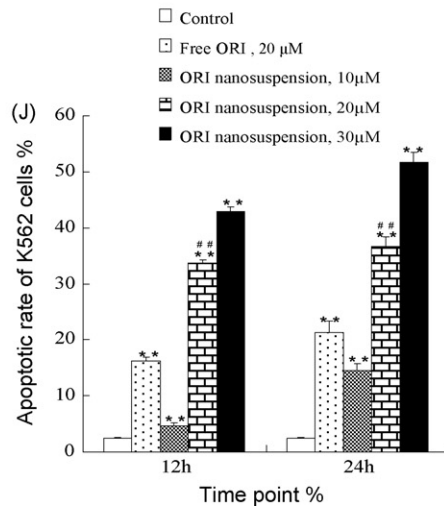 Control
Free ORI , 20 μM
ORI nanosuspension, 10μM
ORI nanosuspension, 20μM
ORI nanosuspension, 30μM
(J)
Apoptotic rate of K562 cells %
60
50
40
30
20
10
0
**
**
##
**
**
**
**
##
**
**
12h
24h
Time point %